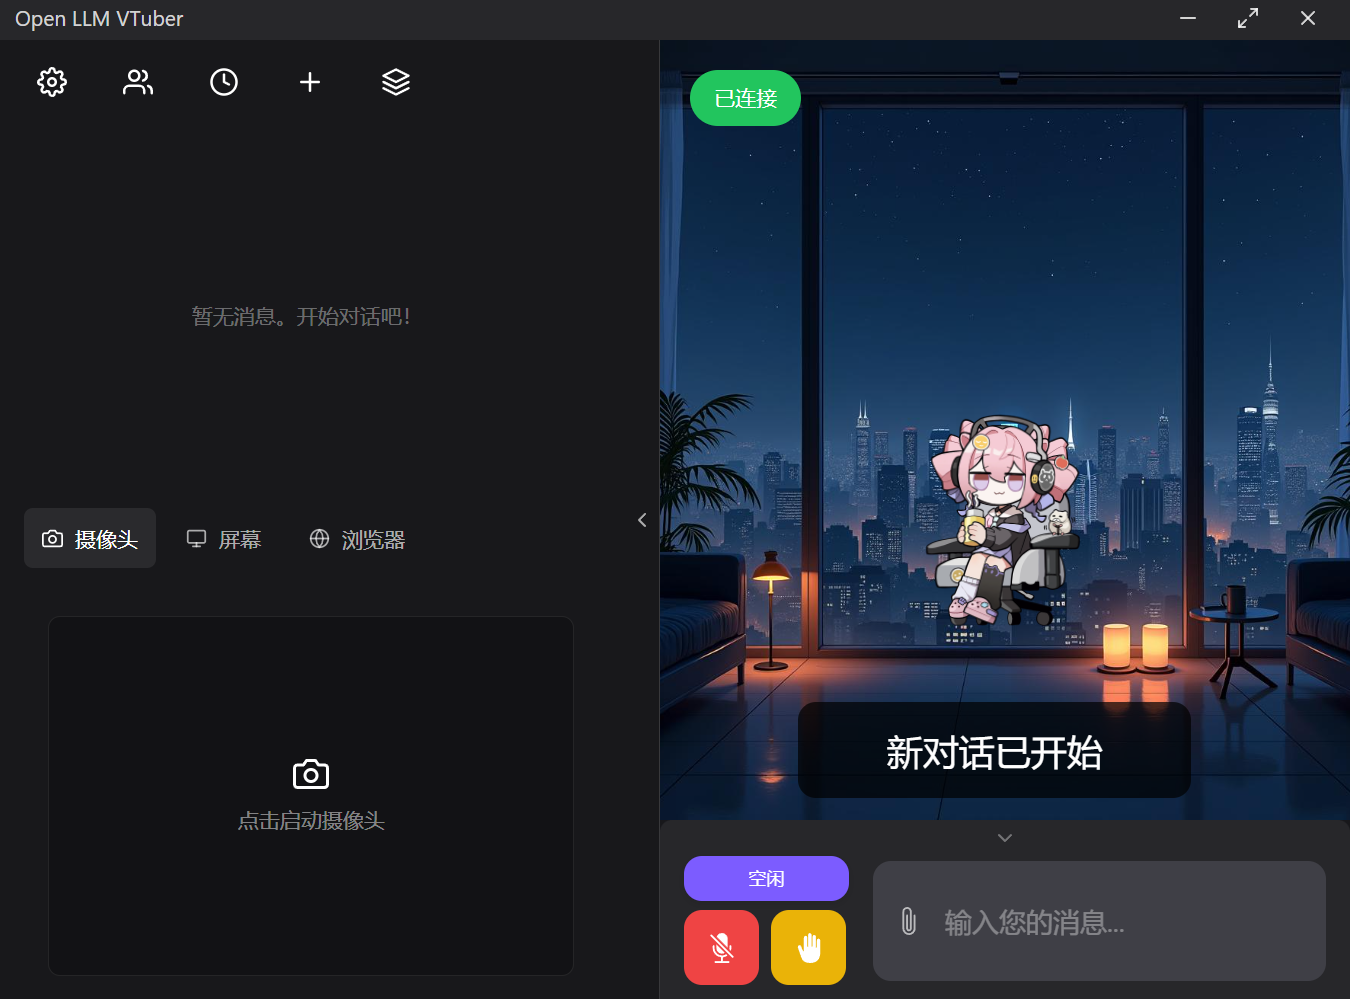 Open LLM VTuber
已连接
暂无消息。开始对话吧!
摄像头
屏幕
浏览器
点击启动摄像头
新对话已开始
空闲
输入您的消息...